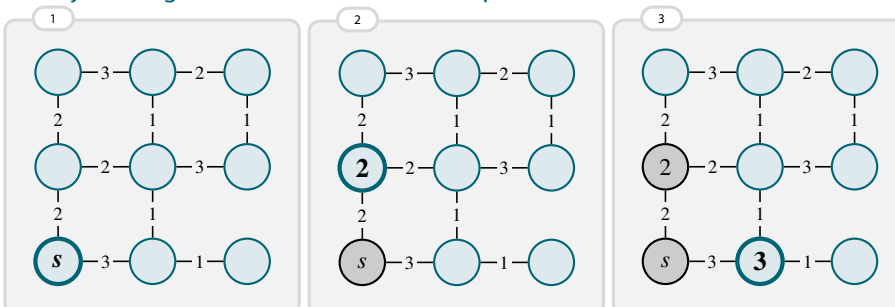 1 2 3
3 2 3 2 3 2
2 1 1 2 1 1 2 1 1
2 3 2 2 3 2 2 3
2 1 2 1 2 1
s 3 1 s 3 1 s 3 3 1